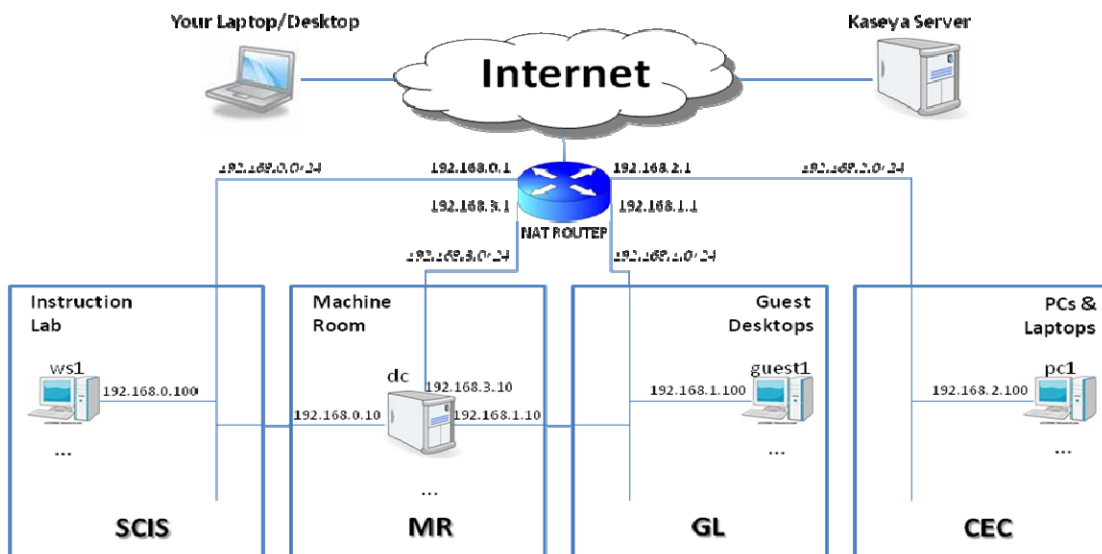 Your Laptop/Desktop
Kaseya Server
Internet
192.168.0.0/24
192.168.0.1
192.168.2.1
192.168.2.0/24
192.168.3.1
192.168.1.1
NAT ROUTER
192.168.3.0/24
192.168.1.0/24
Instruction
Lab
Machine
Room
Guest
Desktops
PCs &
Laptops
ws1
dc
guest1
pc1
192.168.0.100
192.168.3.10
192.168.1.100
192.168.2.100
192.168.0.10
192.168.1.10
...
...
...
...
SCIS
MR
GL
CEC